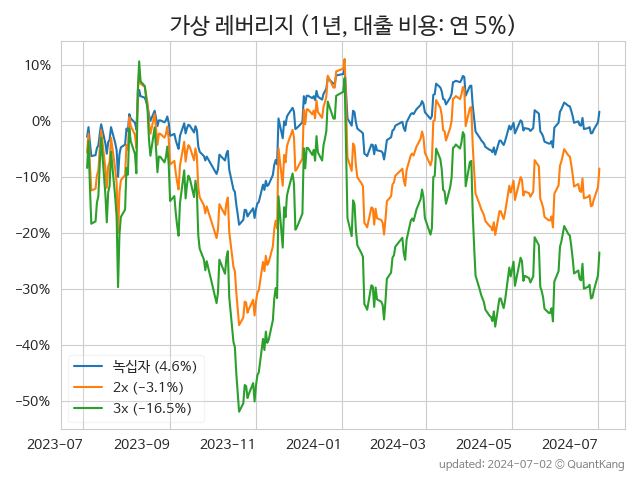 가상 레버리지 (1년, 대출 비용: 연 5%)
10%
0%
−10%
−20%
−30%
−40%
−50%
녹십자 (4.6%)
2x (−3.1%)
3x (−16.5%)
2023-07
2023-09
2023-11
2024-01
2024-03
2024-05
2024-07
updated: 2024-07-02 © QuantKang